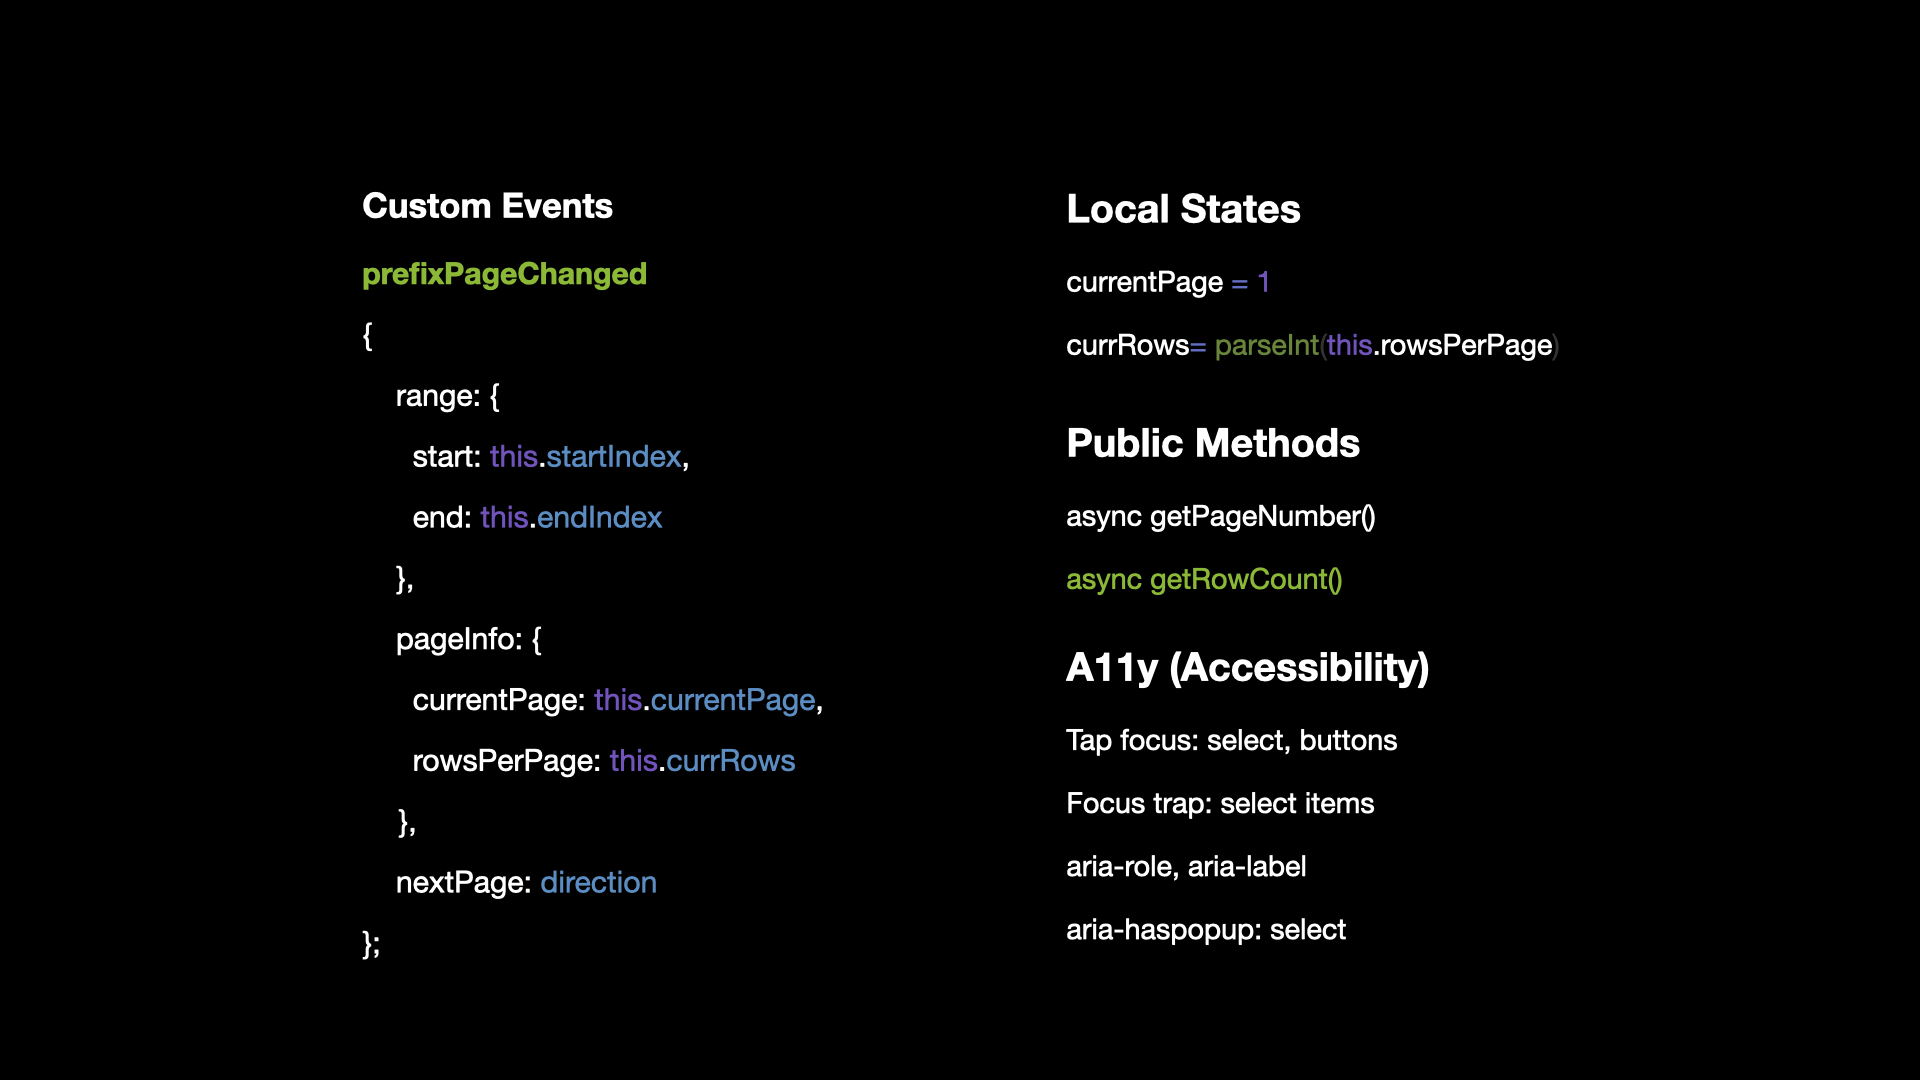 Custom Events
prefixPageChanged
{
range: {
start: this.startIndex,
end: this.endIndex
},
pageInfo: {
currentPage: this.currentPage,
rowsPerPage: this.currRows
},
nextPage: direction
};
Local States
currentPage = 1
currRows= parseInt(this.rowsPerPage)
Public Methods
async getPageNumber()
async getRowCount()
A11y (Accessibility)
Tap focus: select, buttons
Focus trap: select items
aria-role, aria-label
aria-haspopup: select